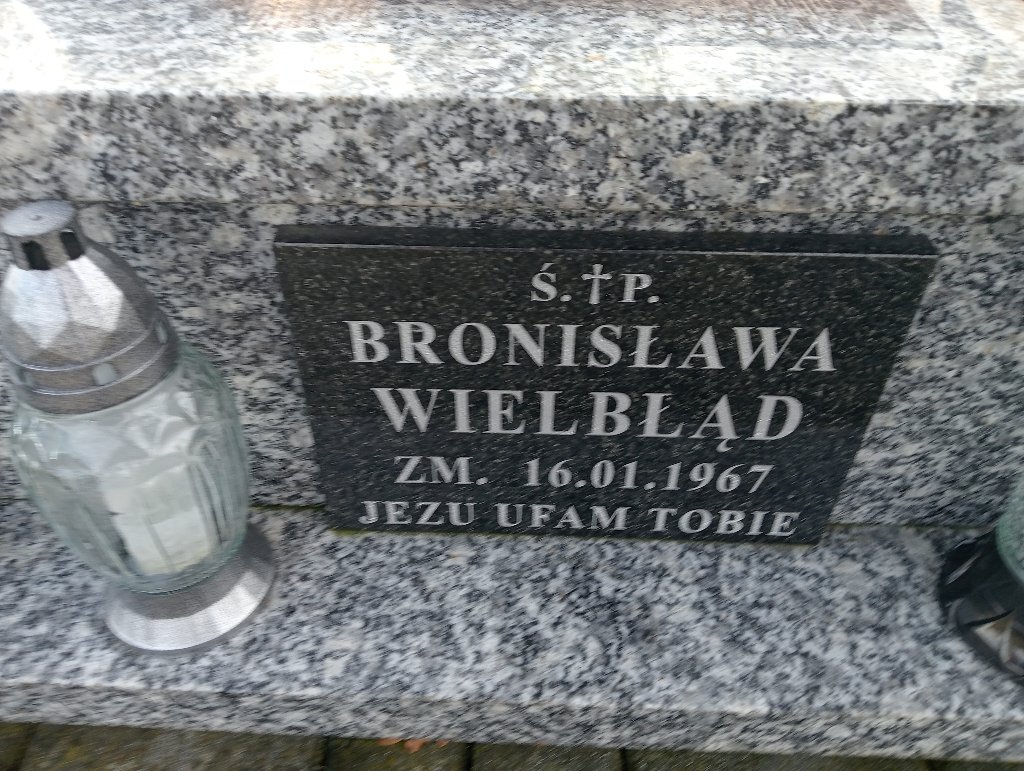 Ś.†P.
BRONISŁAWA
WIELBŁĄD
ZM. 16.01.1967
JEZU UFAM TOBIE